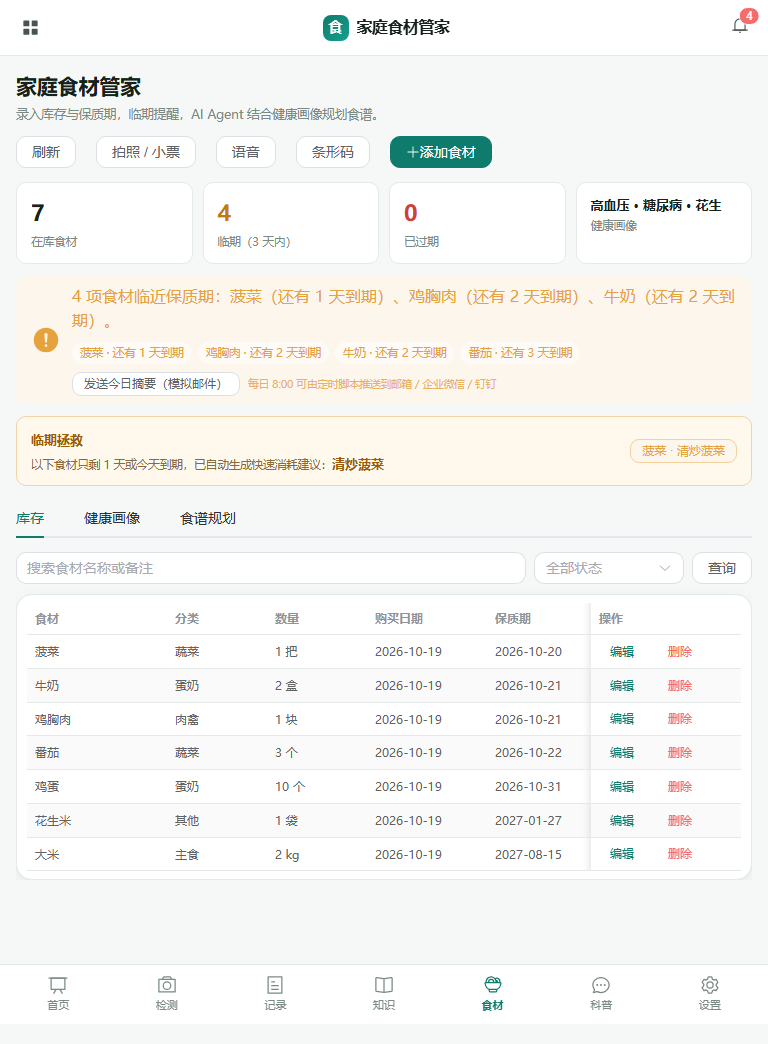 食 家庭食材管家
4
家庭食材管家
录入库存与保质期，临期提醒，AI Agent 结合健康画像规划食谱。
刷新 拍照 / 小票 语音 条形码 +添加食材
7 4 0 高血压 • 糖尿病 • 花生
在库食材 临期（3 天内） 已过期 健康画像
4 项食材临近保质期：菠菜（还有 1 天到期）、鸡胸肉（还有 2 天到期）、牛奶（还有 2 天到
期）。
菠菜 · 还有 1 天到期 鸡胸肉 · 还有 2 天到期 牛奶 · 还有 2 天到期 番茄 · 还有 3 天到期
发送今日摘要（模拟邮件） 每日 8:00 可由定时脚本推送到邮箱 / 企业微信 / 钉钉
临期拯救
以下食材只剩 1 天或今天到期，已自动生成快速消耗建议：清炒菠菜
菠菜 · 清炒菠菜
库存 健康画像 食谱规划
搜索食材名称或备注 全部状态 查询
食材 分类 数量 购买日期 保质期 操作
菠菜 蔬菜 1 把 2026-10-19 2026-10-20 编辑 删除
牛奶 蛋奶 2 盒 2026-10-19 2026-10-21 编辑 删除
鸡胸肉 肉禽 1 块 2026-10-19 2026-10-21 编辑 删除
番茄 蔬菜 3 个 2026-10-19 2026-10-22 编辑 删除
鸡蛋 蛋奶 10 个 2026-10-19 2026-10-31 编辑 删除
花生米 其他 1 袋 2026-10-19 2027-01-27 编辑 删除
大米 主食 2 kg 2026-10-19 2027-08-15 编辑 删除
首页 检测 记录 知识 食材 科普 设置